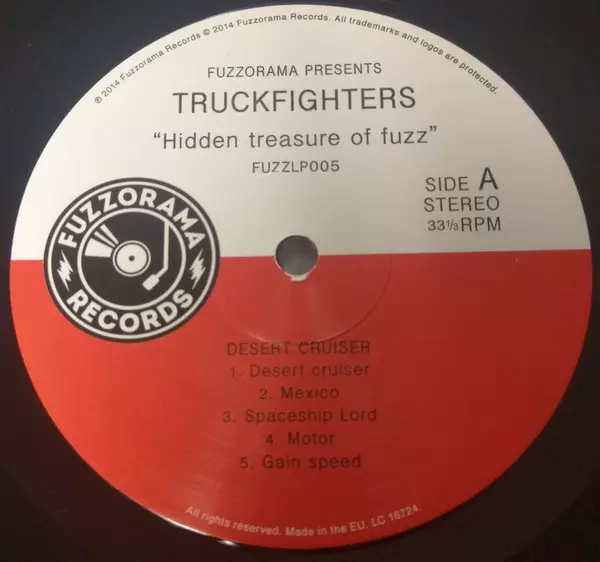 ℗ 2014 Fuzzorama Records © 2014 Fuzzorama Records. All trademarks and logos are protected.
FUZZORAMA PRESENTS
TRUCKFIGHTERS
“Hidden treasure of fuzz”
FUZZLP005
SIDE A
STEREO
33⅓RPM
FUZZORAMA
RECORDS
DESERT CRUISER
1. Desert cruiser
2. Mexico
3. Spaceship Lord
4. Motor
5. Gain speed
All rights reserved. Made in the EU. LC 16724.